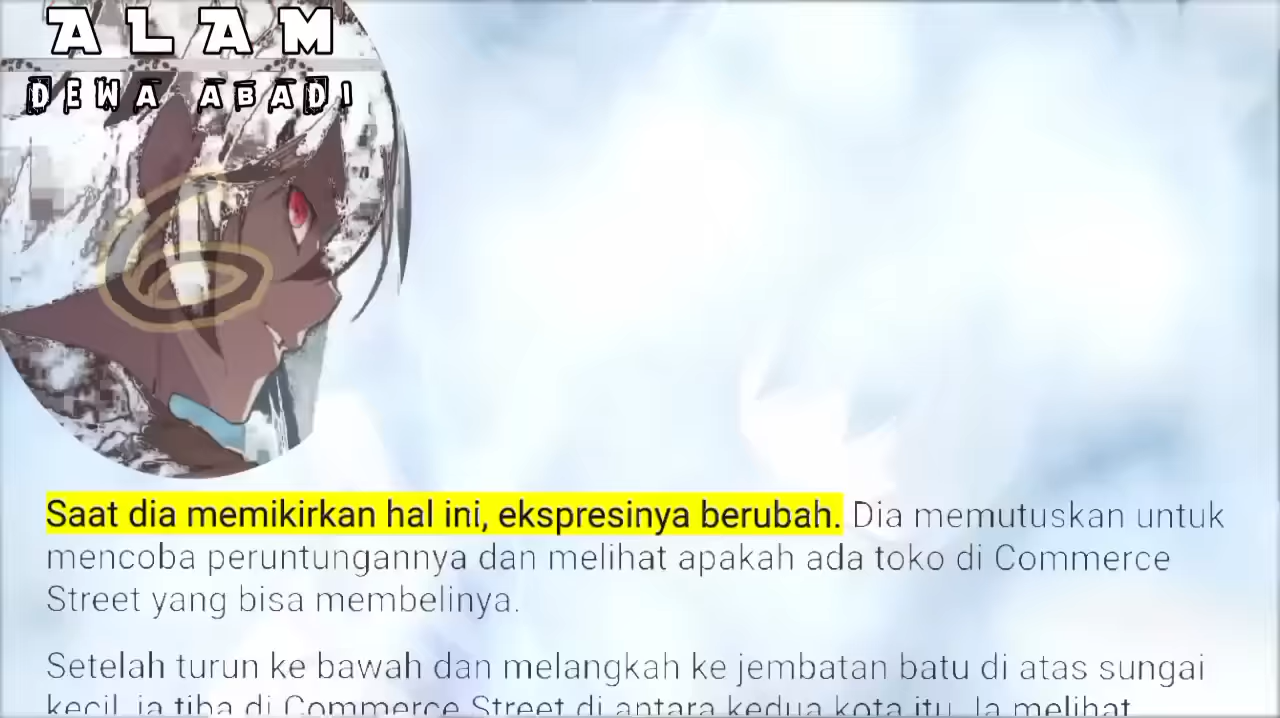 ALAM
DEWA ABADI
Saat dia memikirkan hal ini, ekspresinya berubah. Dia memutuskan untuk
mencoba peruntungannya dan melihat apakah ada toko di Commerce
Street yang bisa membelinya.
Setelah turun ke bawah dan melangkah ke jembatan batu di atas sungai
kecil, ia tiba di Commerce Street di antara kedua kota itu. Ia melihat